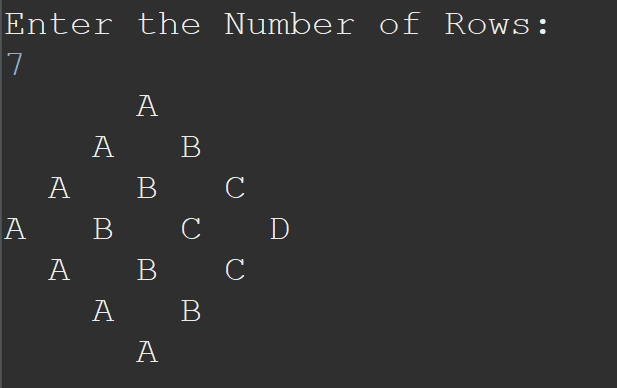 Enter the Number of Rows:
7
      A
    A   B
  A   B   C
A   B   C   D
  A   B   C
    A   B
      A